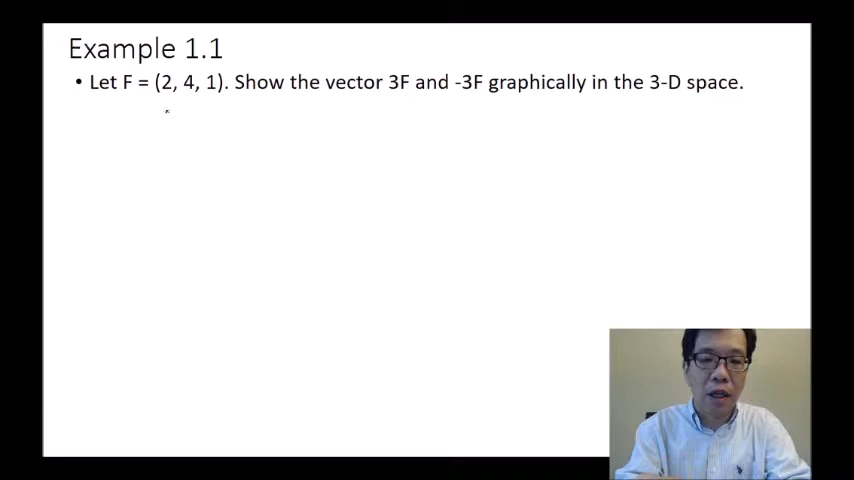 Example 1.1
• Let F = (2, 4, 1). Show the vector 3F and -3F graphically in the 3-D space.